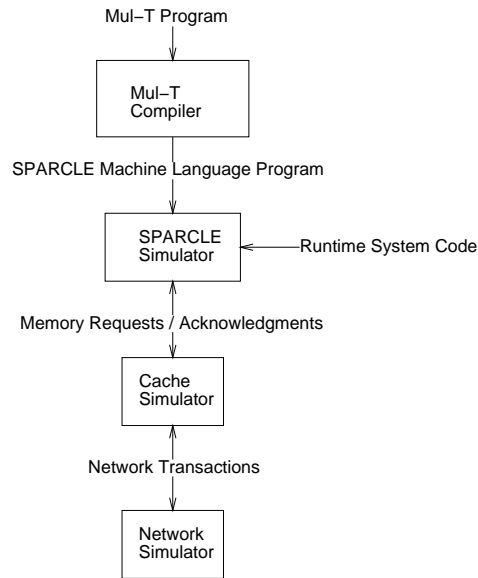 Mul−T Program
Mul−T
Compiler
SPARCLE Machine Language Program
SPARCLE
Simulator
Runtime System Code
Memory Requests / Acknowledgments
Cache
Simulator
Network Transactions
Network
Simulator